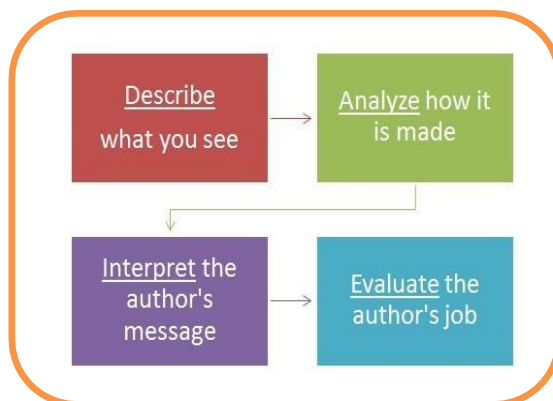 Describe
what you see
Analyze how it
is made
Interpret the
author's
message
Evaluate the
author's job